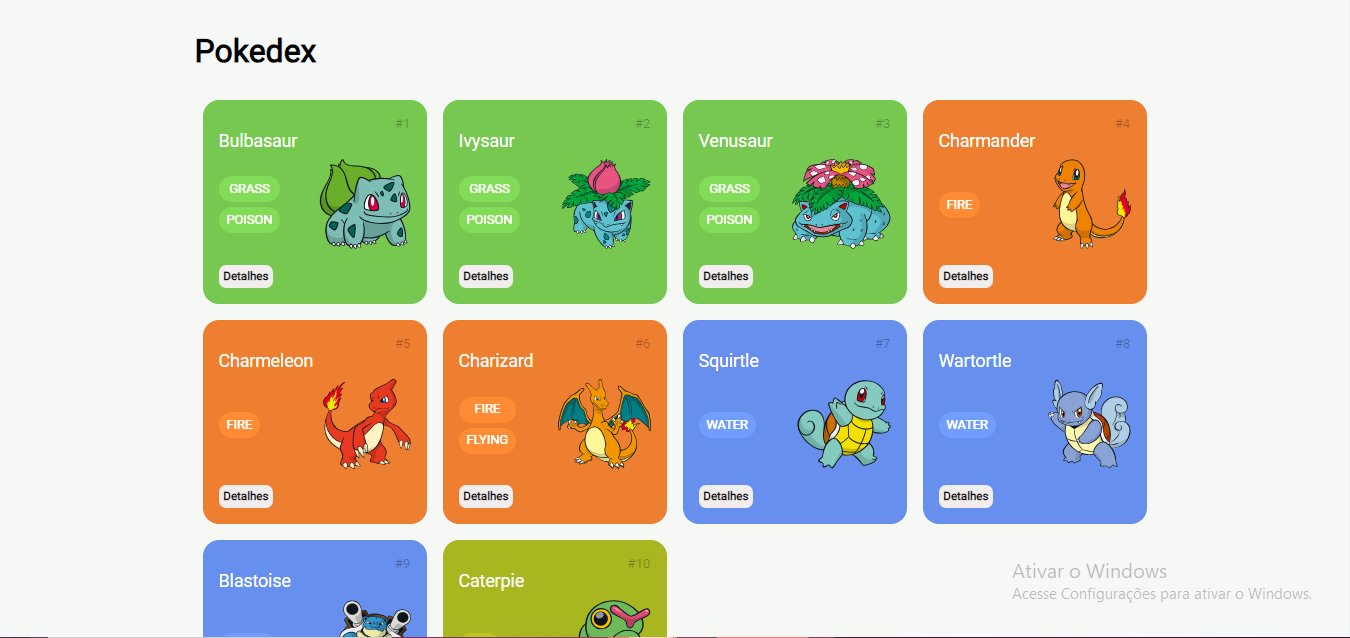 Pokedex
#1
Bulbasaur
GRASS
POISON
Detalhes
#2
Ivysaur
GRASS
POISON
Detalhes
#3
Venusaur
GRASS
POISON
Detalhes
#4
Charmander
FIRE
Detalhes
#5
Charmeleon
FIRE
Detalhes
#6
Charizard
FIRE
FLYING
Detalhes
#7
Squirtle
WATER
Detalhes
#8
Wartortle
WATER
Detalhes
#9
Blastoise
#10
Caterpie
Ativar o Windows
Acesse Configurações para ativar o Windows.